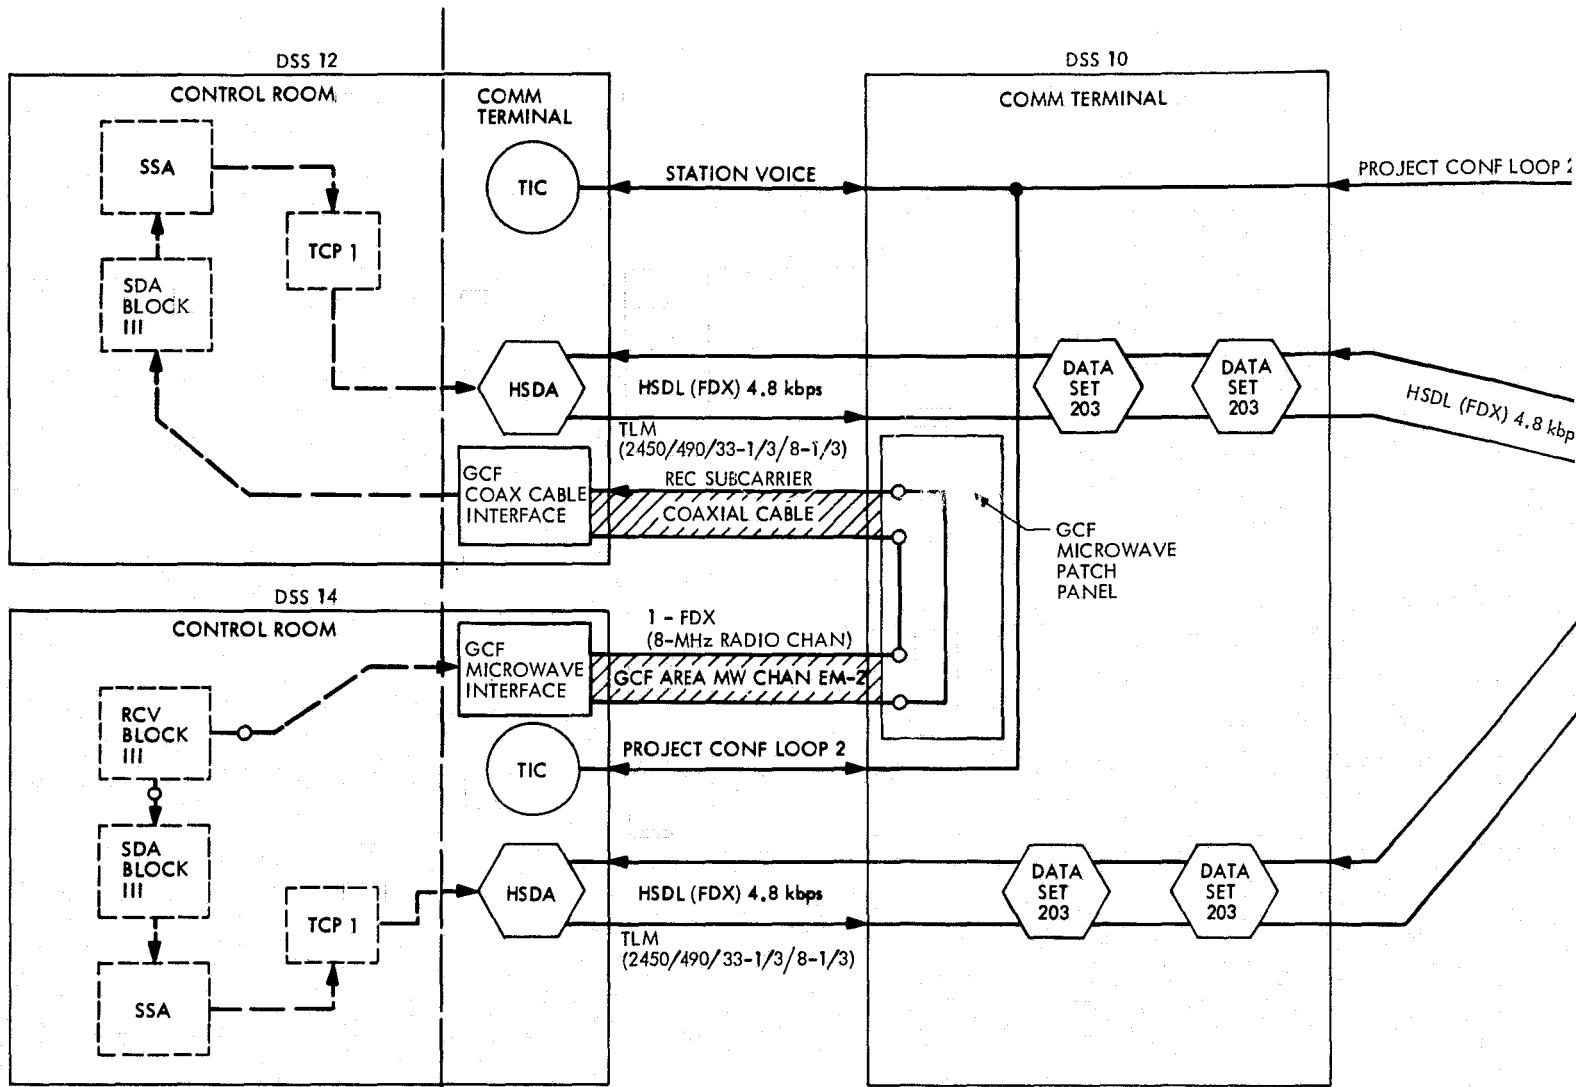 DSS 12
CONTROL ROOM
COMM
TERMINAL
SSA
TCP 1
SDA
BLOCK
III
TIC
HSDA
GCF
COAX CABLE
INTERFACE
STATION VOICE
HSDL (FDX) 4.8 kbps
TLM
(2450/490/33-1/3/8-1/3)
REC SUBCARRIER
COAXIAL CABLE
DSS 10
COMM TERMINAL
PROJECT CONF LOOP 2
DATA
SET
203
DATA
SET
203
HSDL (FDX) 4.8 kbp
GCF
MICROWAVE
PATCH
PANEL
DSS 14
CONTROL ROOM
GCF
MICROWAVE
INTERFACE
1 - FDX
(8-MHz RADIO CHAN)
GCF AREA MW CHAN EM-2
RCV
BLOCK
III
SDA
BLOCK
III
SSA
TCP 1
TIC
PROJECT CONF LOOP 2
HSDA
HSDL (FDX) 4.8 kbps
TLM
(2450/490/33-1/3/8-1/3)
DATA
SET
203
DATA
SET
203